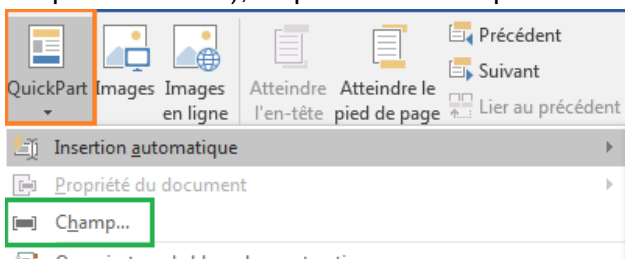 QuickPart Images Images en ligne
Atteindre l'en-tête Atteindre le pied de page
Précédent
Suivant
Lier au précédent
Insertion automatique
Propriété du document
Champ...